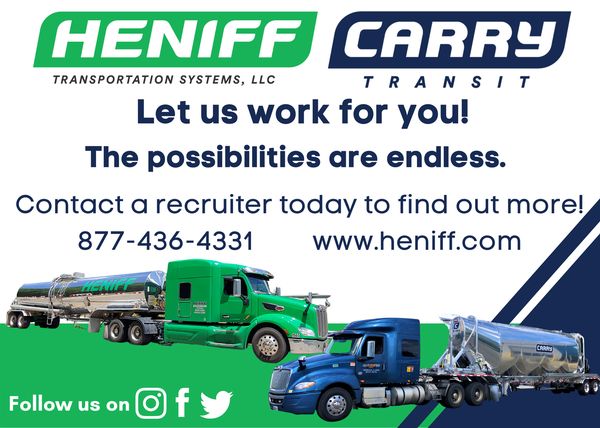 HENIFF
TRANSPORTATION SYSTEMS, LLC
CARRY
TRANSIT
Let us work for you!
The possibilities are endless.
Contact a recruiter today to find out more!
877-436-4331 www.heniff.com
HENIFF
CARRY
Follow us on